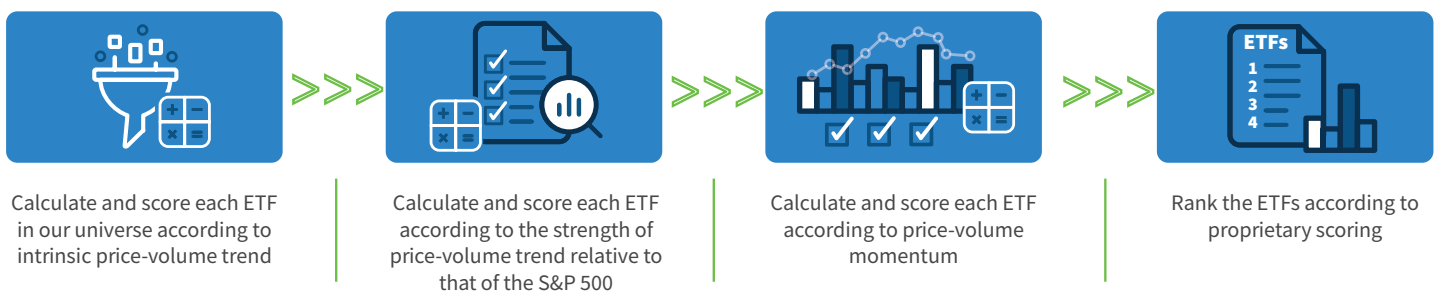 ETFs
1
2
3
4
Calculate and score each ETF
in our universe according to
intrinsic price-volume trend
Calculate and score each ETF
according to the strength of
price-volume trend relative to
that of the S&P 500
Calculate and score each ETF
according to price-volume
momentum
Rank the ETFs according to
proprietary scoring